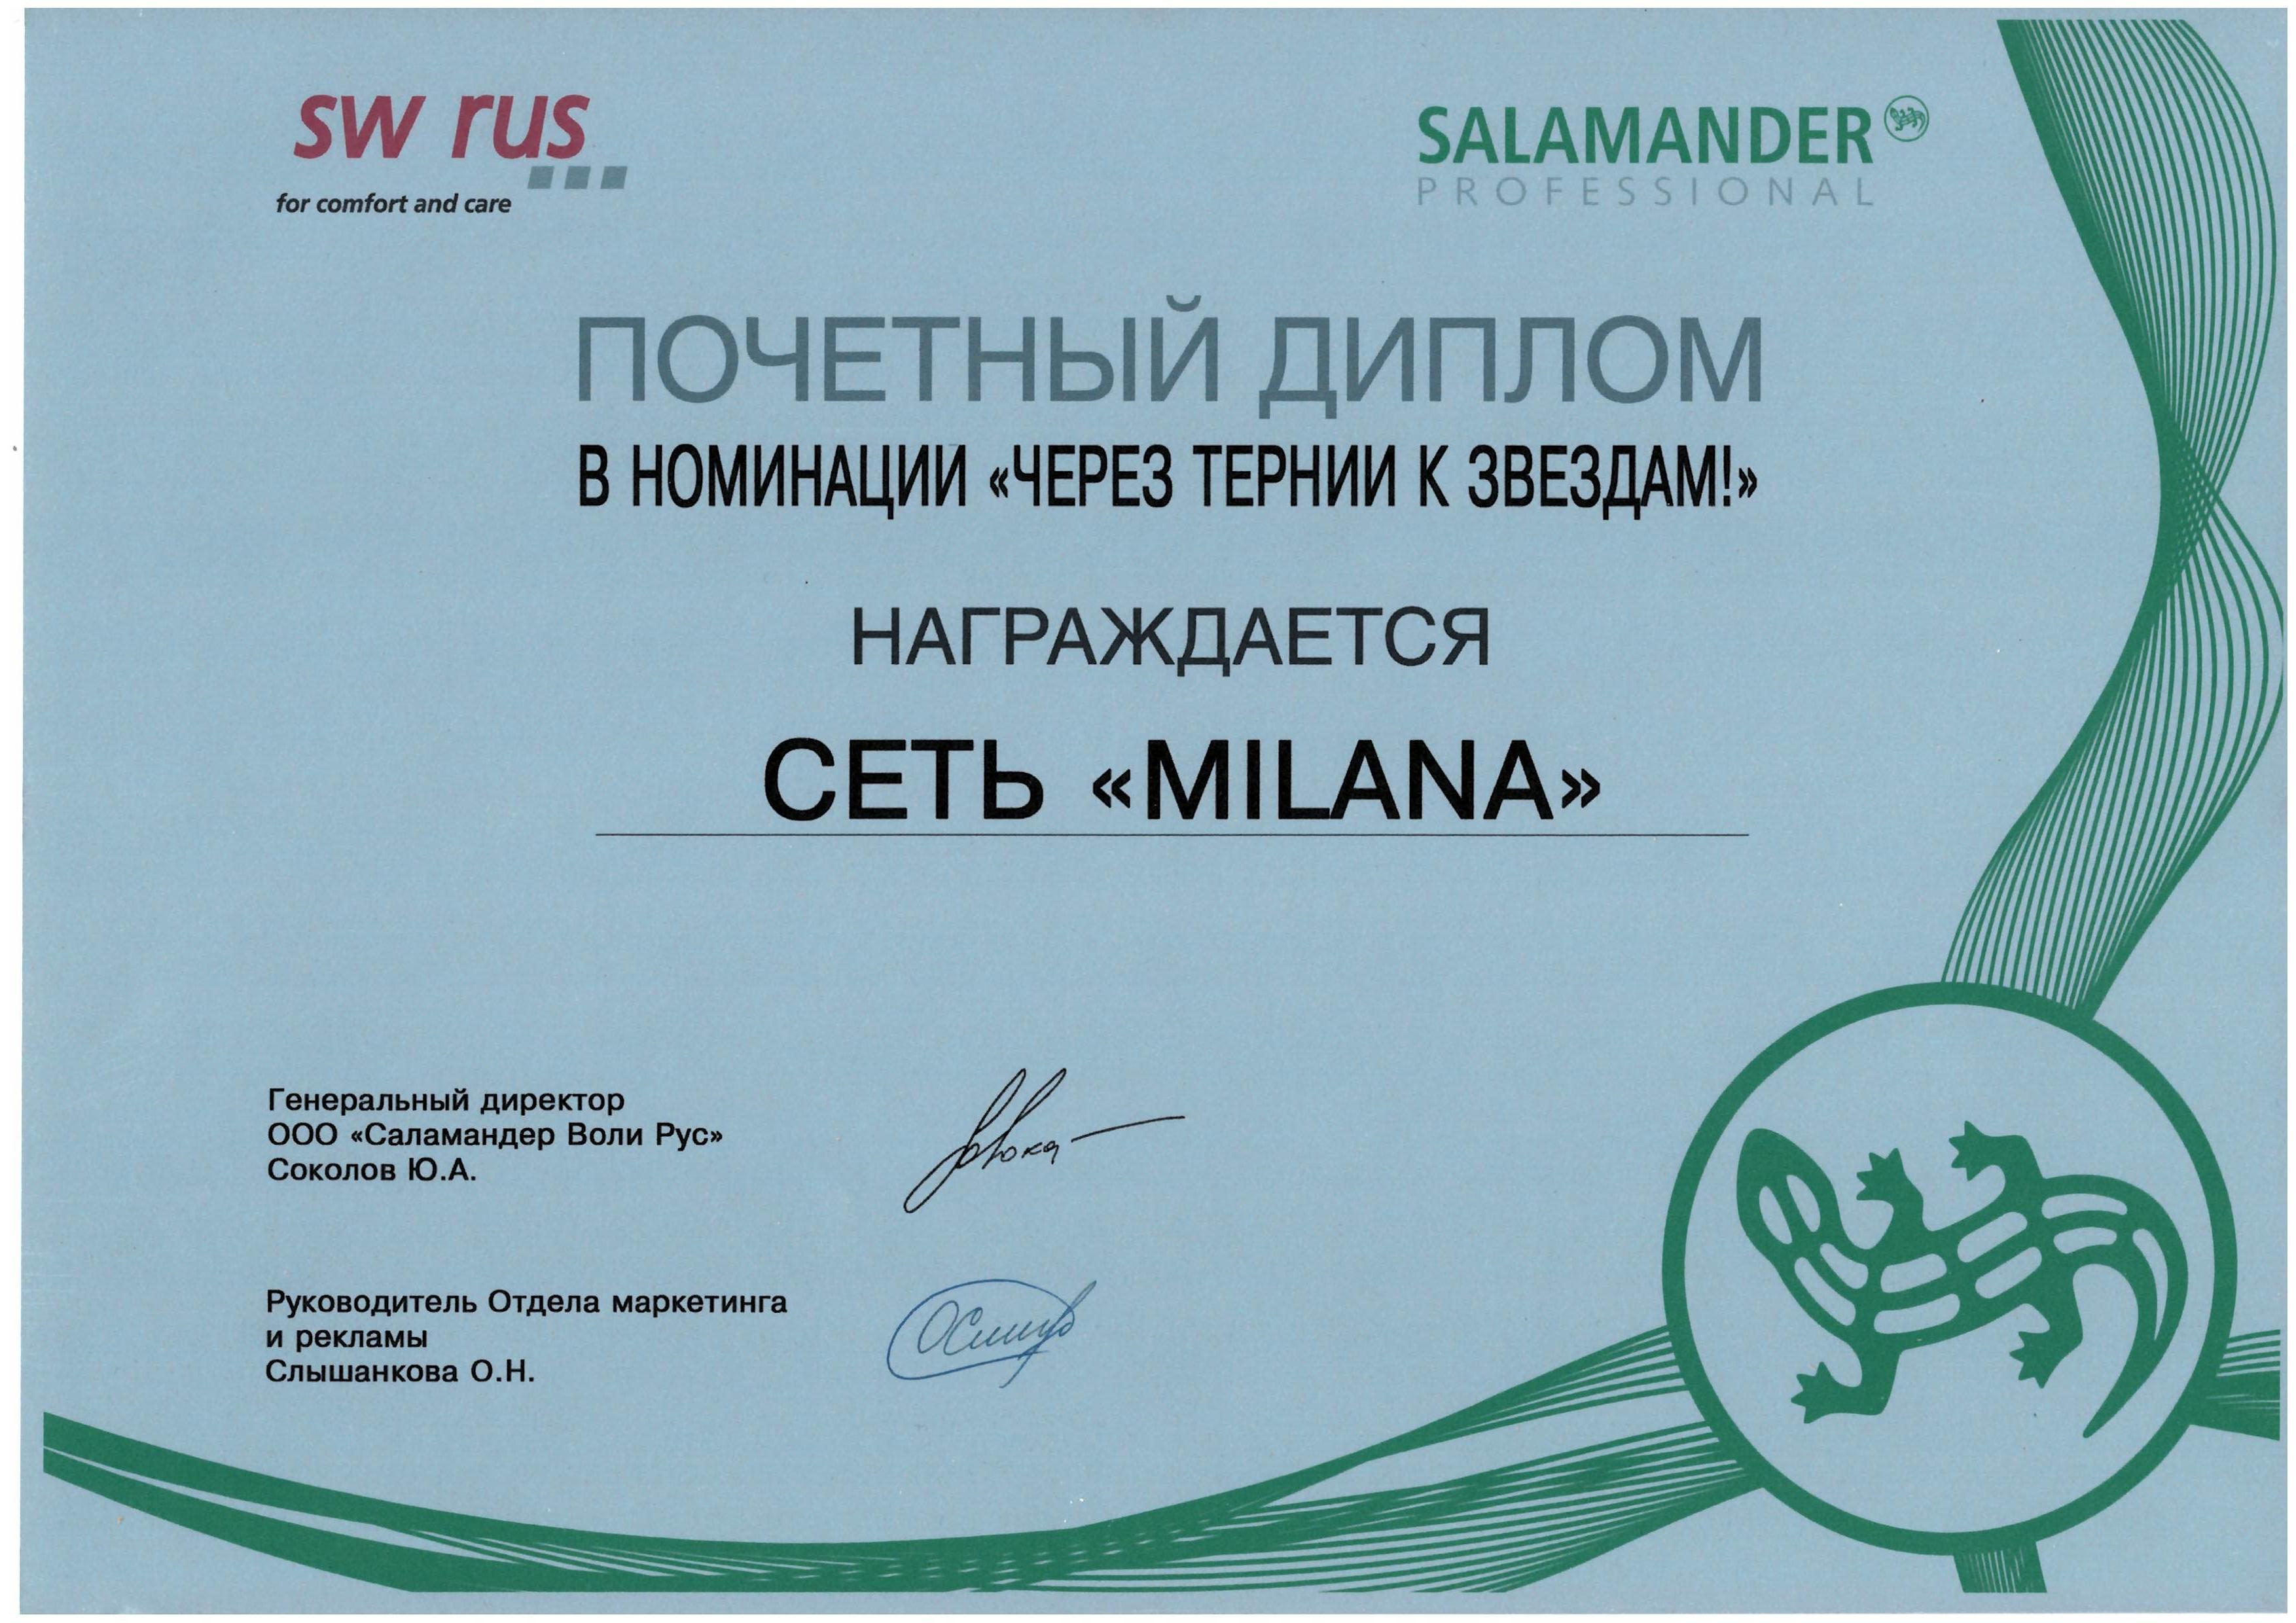 sw rus
for comfort and care
SALAMANDER
PROFESSIONAL
ПОЧЕТНЫЙ ДИПЛОМ
В НОМИНАЦИИ «ЧЕРЕЗ ТЕРНИИ К ЗВЕЗДАМ!»
НАГРАЖДАЕТСЯ
СЕТЬ «MILANA»
Генеральный директор
ООО «Саламандер Воли Рус»
Соколов Ю.А.
Руководитель Отдела маркетинга
и рекламы
Слышанкова О.Н.